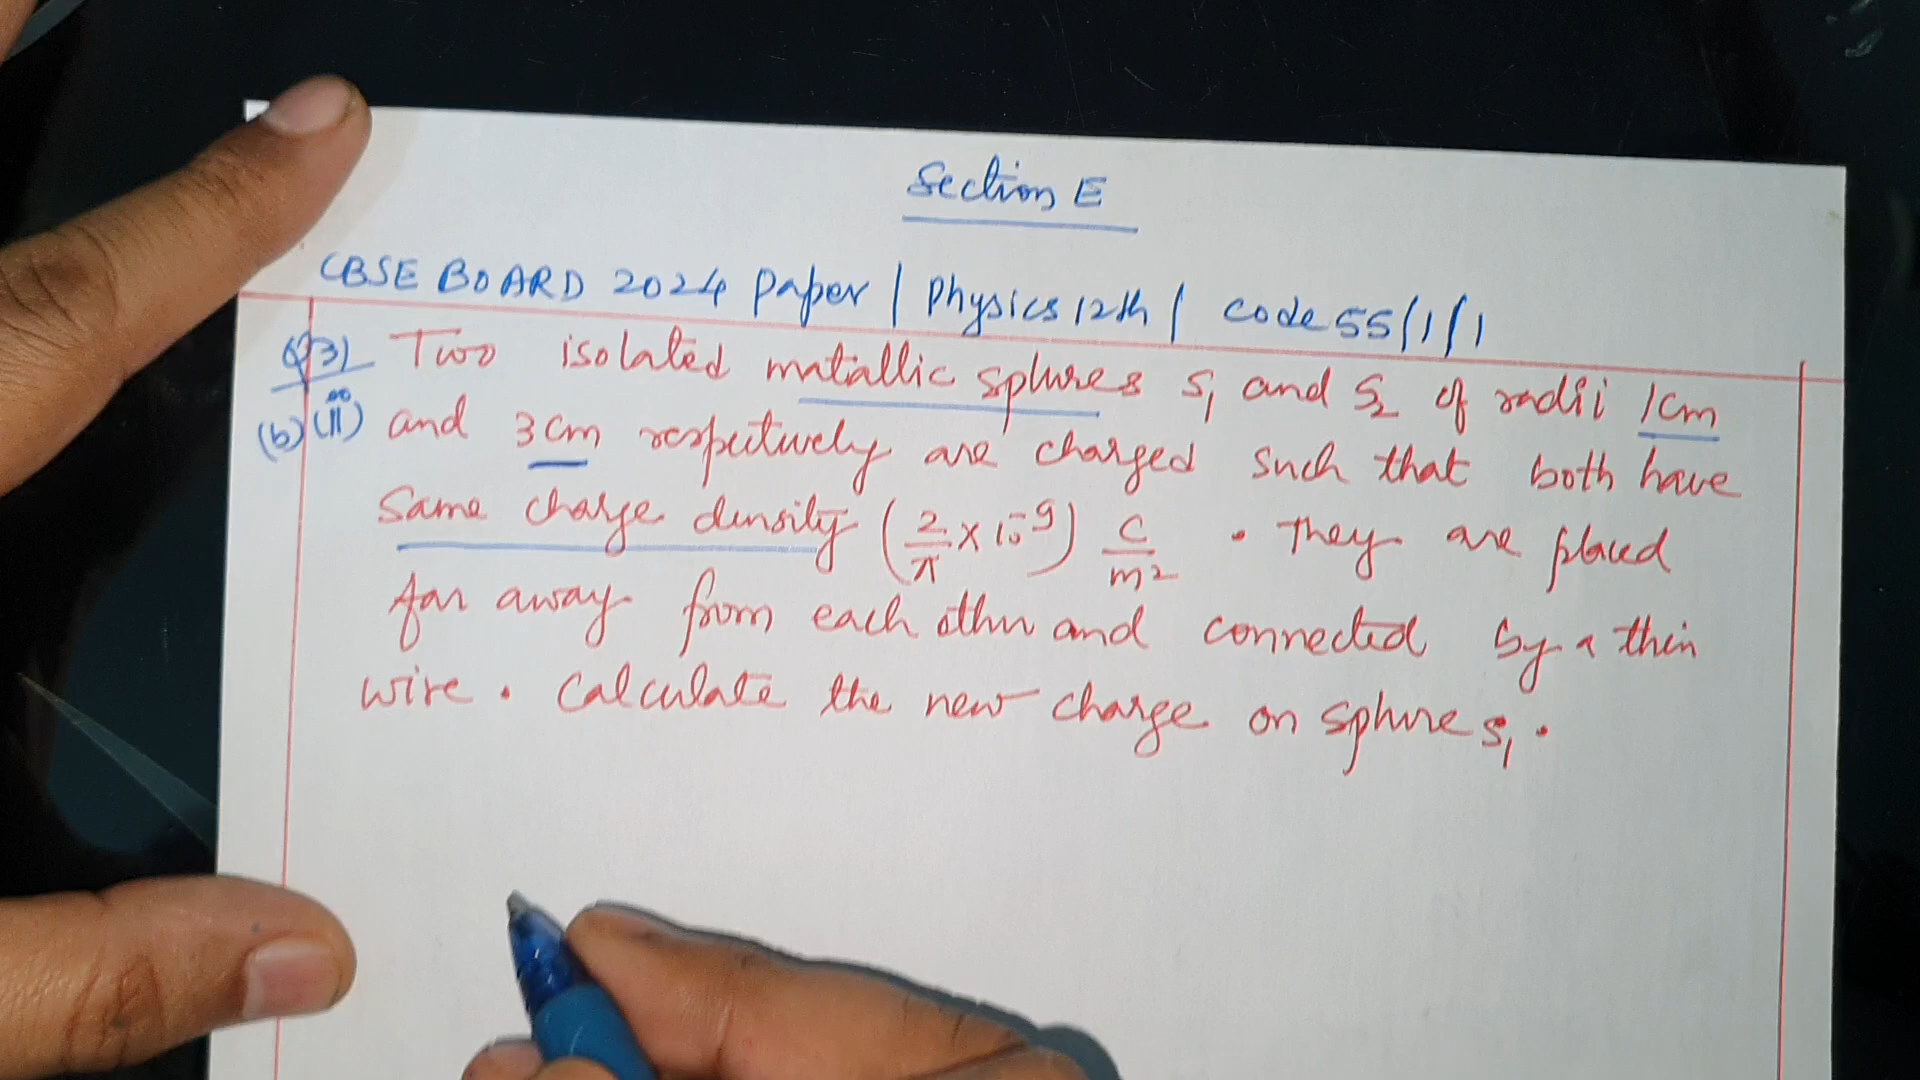 Section E
CBSE BOARD 2024 Paper | Physics 12th | Code 55/1/1
Q31 Two isolated matallic spheres S₁ and S₂ of radii 1cm
(b) (ii) and 3cm respectively are charged such that both have
Same charge density (2/π × 10⁻⁹) C/m² . They are placed
far away from each other and connected by a thin
wire . Calculate the new charge on sphere S₁ .